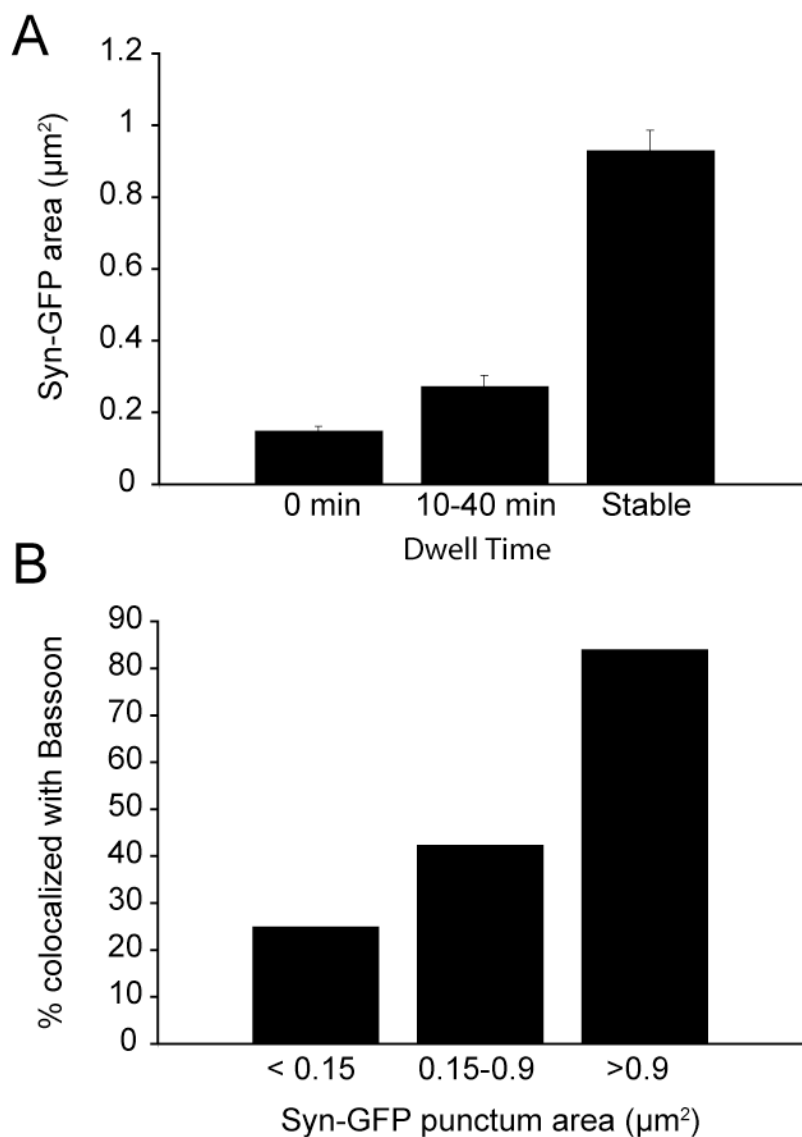 A
Syn-GFP area (µm²)
1.2
1
0.8
0.6
0.4
0.2
0
0 min 10-40 min Stable
Dwell Time
B
% colocalized with Bassoon
90
80
70
60
50
40
30
20
10
0
< 0.15 0.15-0.9 >0.9
Syn-GFP punctum area (µm²)